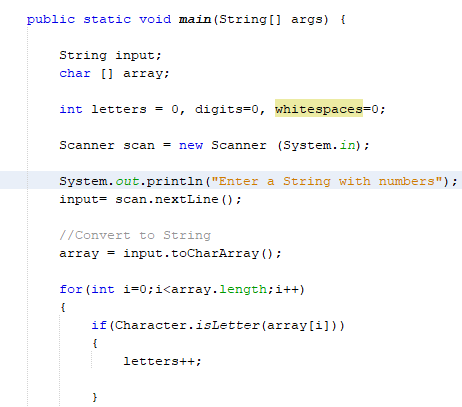 public static void main(String[] args) {
String input;
char [] array;
int letters = 0, digits=0, whitespaces=0;
Scanner scan = new Scanner (System.in);
System.out.println("Enter a String with numbers");
input= scan.nextLine();
//Convert to String
array = input.toCharArray();
for(int i=0;i<array.length;i++)
{
if(Character.isLetter(array[i]))
{
letters++;
}